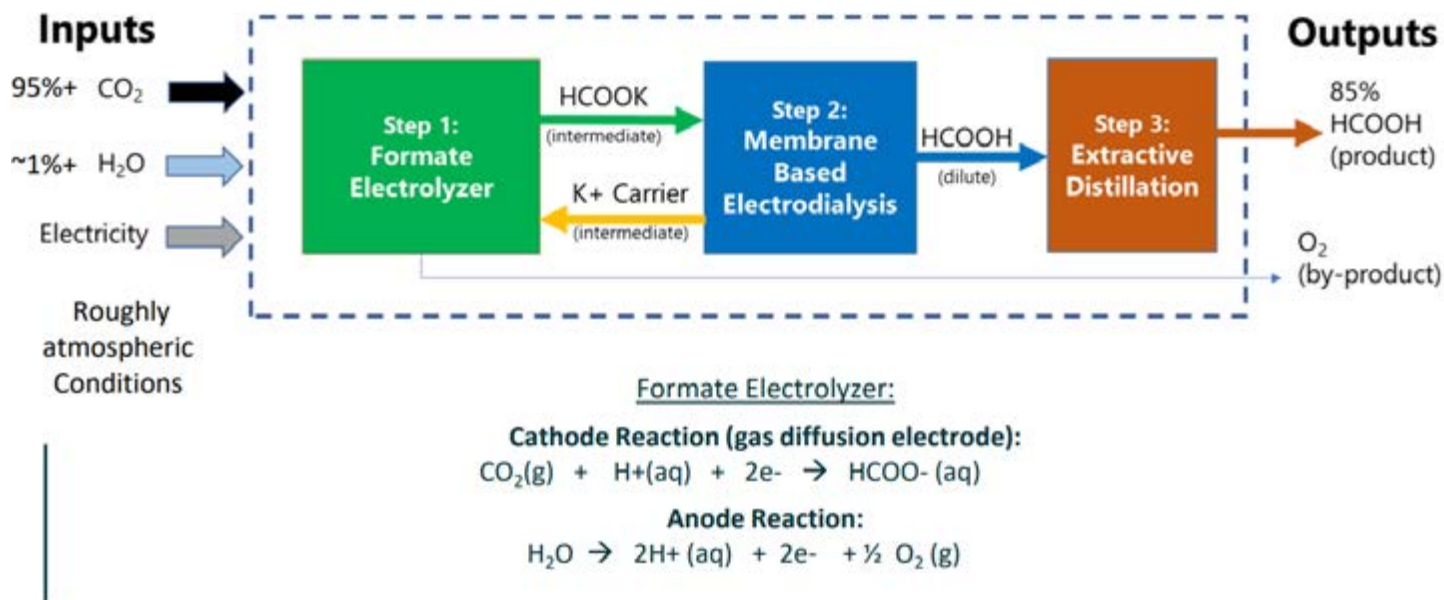 Inputs
95%+ CO₂
~1%+ H₂O
Electricity
Roughly
atmospheric
Conditions
Step 1:
Formate
Electrolyzer
HCOOK
(intermediate)
K+ Carrier
(intermediate)
Step 2:
Membrane
Based
Electrodialysis
HCOOH
(dilute)
Step 3:
Extractive
Distillation
Outputs
85%
HCOOH
(product)
O₂
(by-product)
Formate Electrolyzer:
Cathode Reaction (gas diffusion electrode):
CO₂(g) + H+(aq) + 2e- → HCOO- (aq)
Anode Reaction:
H₂O → 2H+ (aq) + 2e- + ½ O₂ (g)